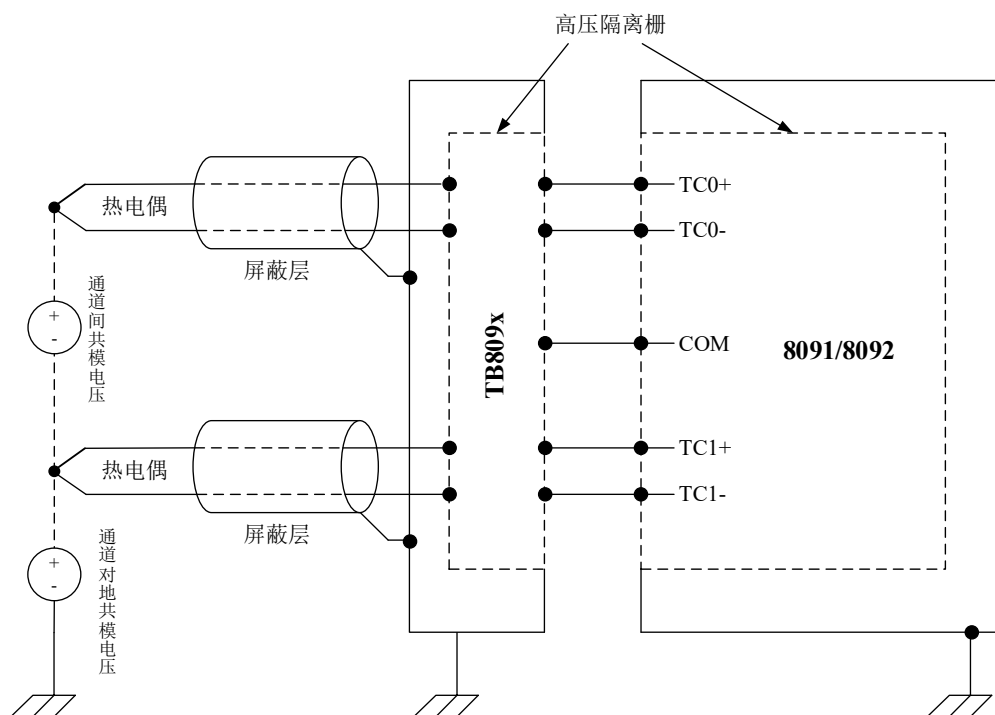 高压隔离栅
热电偶
屏蔽层
TC0+
TC0-
+
-
通道间共模电压
TB809x
COM
8091/8092
热电偶
屏蔽层
TC1+
TC1-
+
-
通道对地共模电压